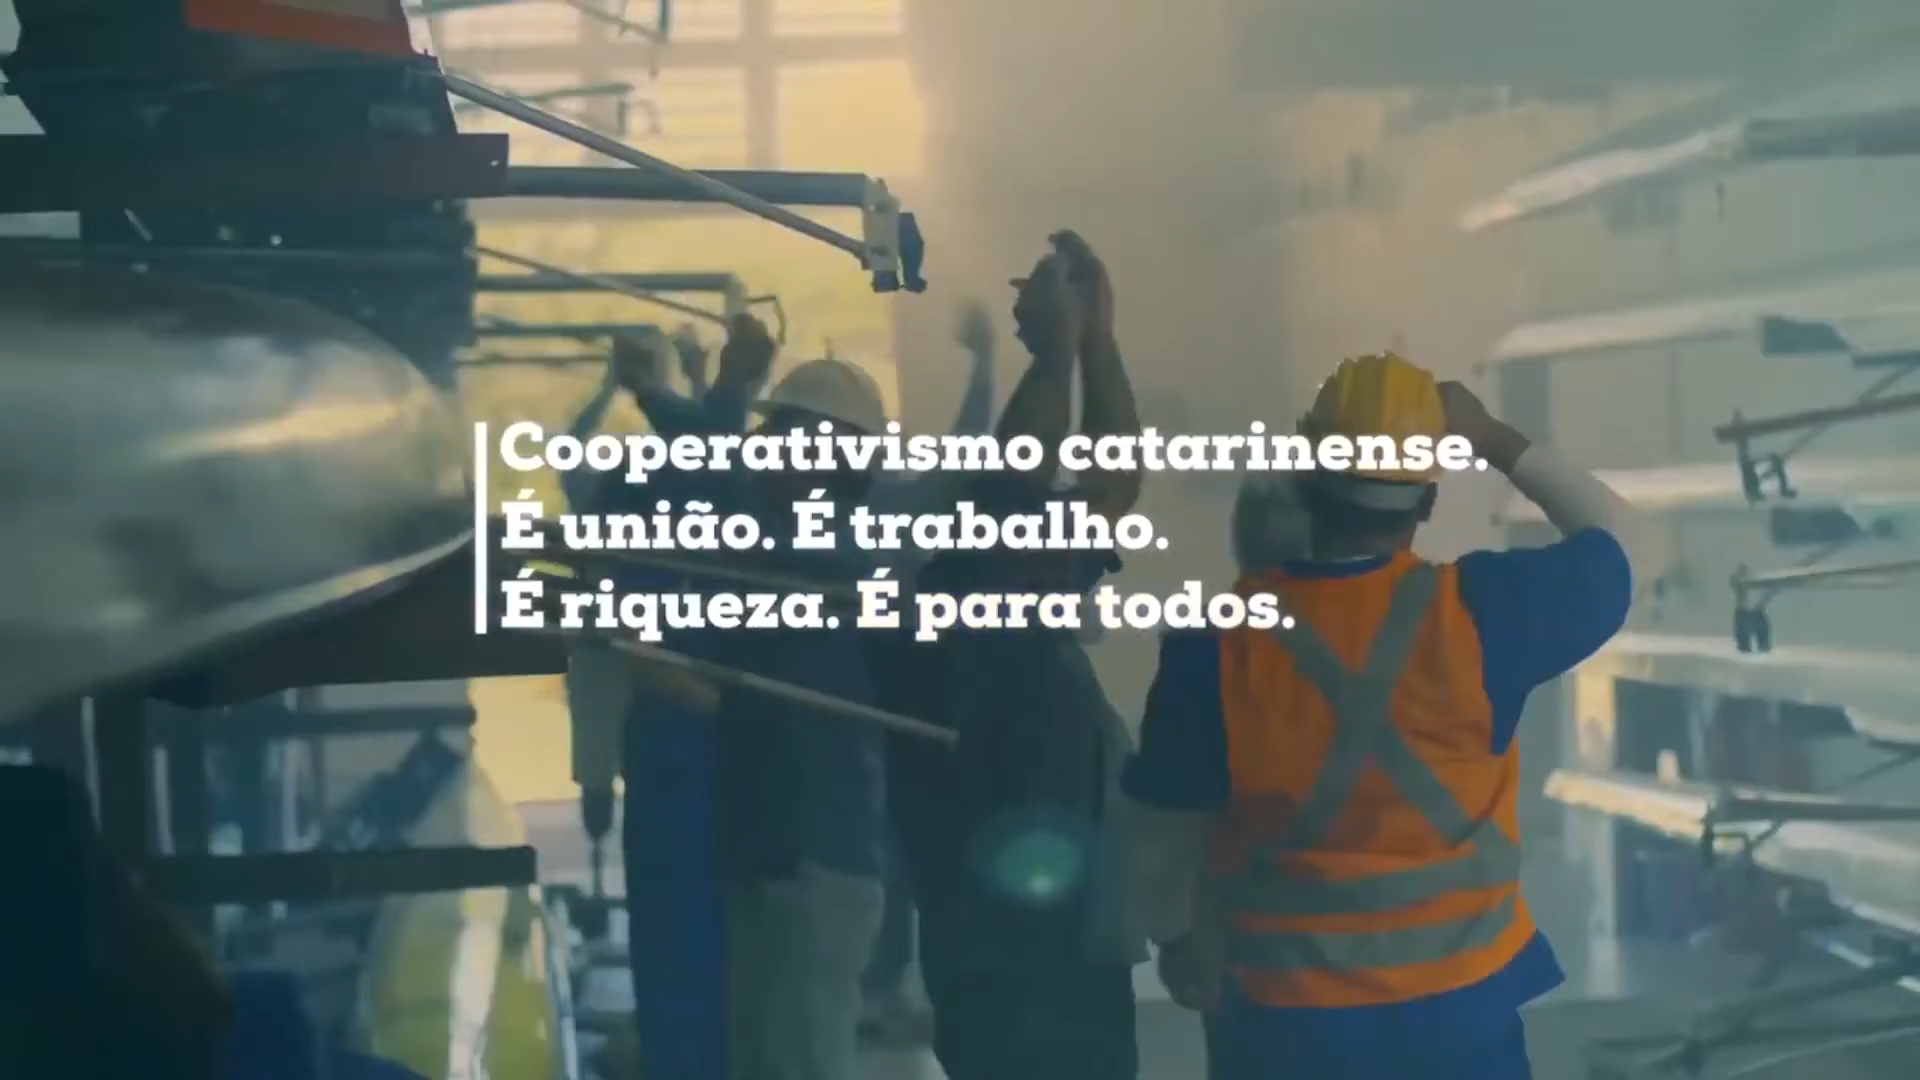 Cooperativismo catarinense.
É união. É trabalho.
É riqueza. É para todos.